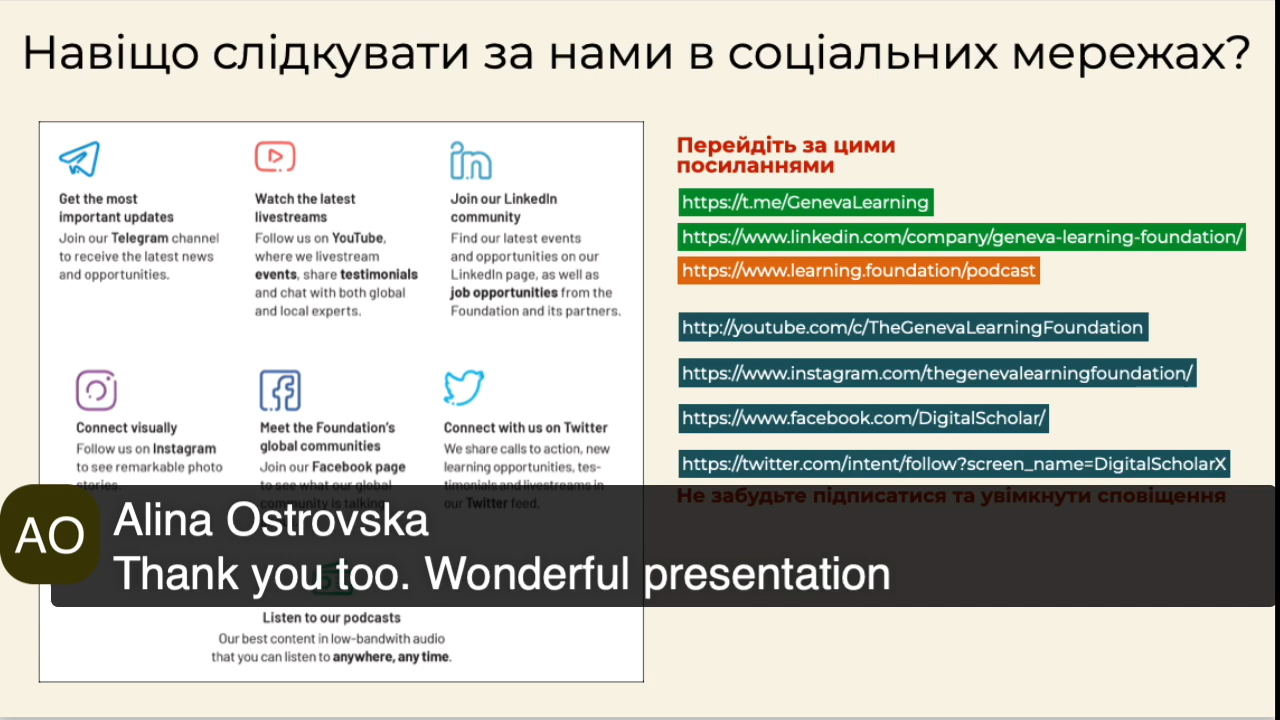 Навіщо слідкувати за нами в соціальних мережах?
Get the most
important updates
Join our Telegram channel
to receive the latest news
and opportunities.
Watch the latest
livestreams
Follow us on YouTube,
where we livestream
events, share testimonials
and chat with both global
and local experts.
Join our LinkedIn
community
Find our latest events
and opportunities on our
LinkedIn page, as well as
job opportunities from the
Foundation and its partners.
Connect visually
Follow us on Instagram
to see remarkable photo
stories.
Meet the Foundation's
global communities
Join our Facebook page
to see what our global
community is talking
Connect with us on Twitter
We share calls to action, new
learning opportunities, tes-
timonials and livestreams in
our Twitter feed.
Listen to our podcasts
Our best content in low-bandwith audio
that you can listen to anywhere, any time.
Перейдіть за цими
посиланнями
https://t.me/GenevaLearning
https://www.linkedin.com/company/geneva-learning-foundation/
https://www.learning.foundation/podcast
http://youtube.com/c/TheGenevaLearningFoundation
https://www.instagram.com/thegenevalearningfoundation/
https://www.facebook.com/DigitalScholar/
https://twitter.com/intent/follow?screen_name=DigitalScholarX
Не забудьте підписатися та увімкнути сповіщення
AO
Alina Ostrovska
Thank you too. Wonderful presentation